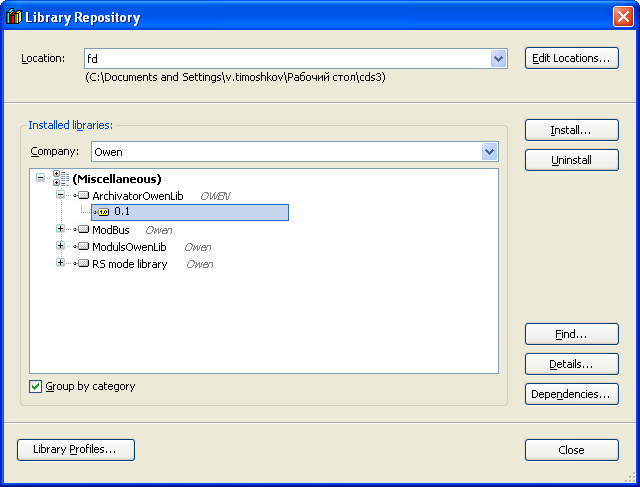 Library Repository
Location: fd Edit Locations...
(C:\Documents and Settings\v.timoshkov\Рабочий стол\cds3)
Installed libraries:
Install...
Company: Owen Uninstall
(Miscellaneous)
ArchivatorOwenLib OWEN
1.0 0.1
ModBus Owen
ModulsOwenLib Owen
RS mode library Owen
Find...
Details...
Dependencies...
Group by category
Library Profiles... Close